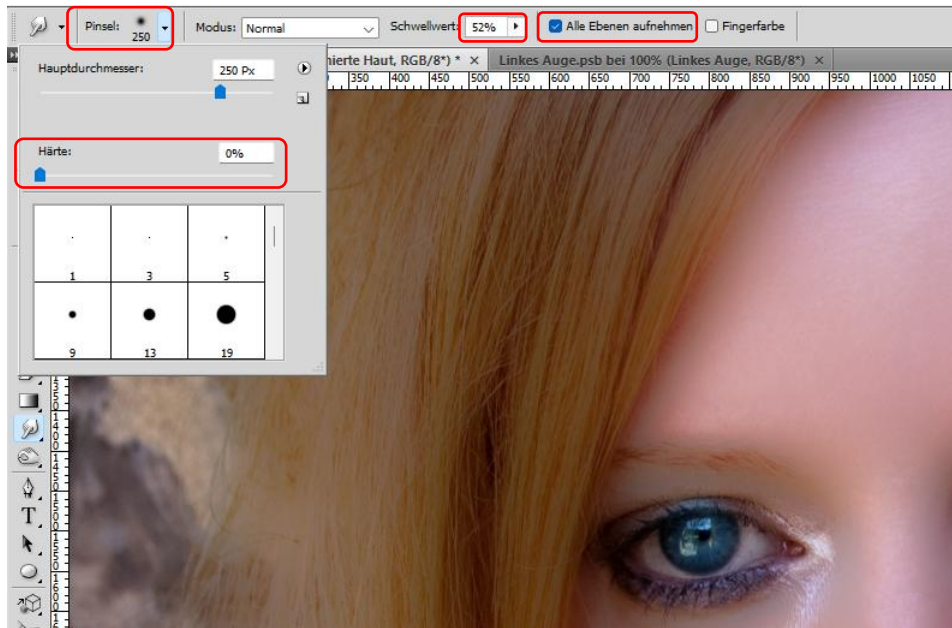 Pinsel: 250 Modus: Normal Schwellwert: 52% Alle Ebenen aufnehmen Fingerfarbe
nierte Haut, RGB/8*) * × Linkes Auge.psb bei 100% (Linkes Auge, RGB/8*) ×
Hauptdurchmesser: 250 Px
350 400 450 500 550 600 650 700 750 800 850 900 950 1000 1050
Härte: 0%
1 3 5
9 13 19